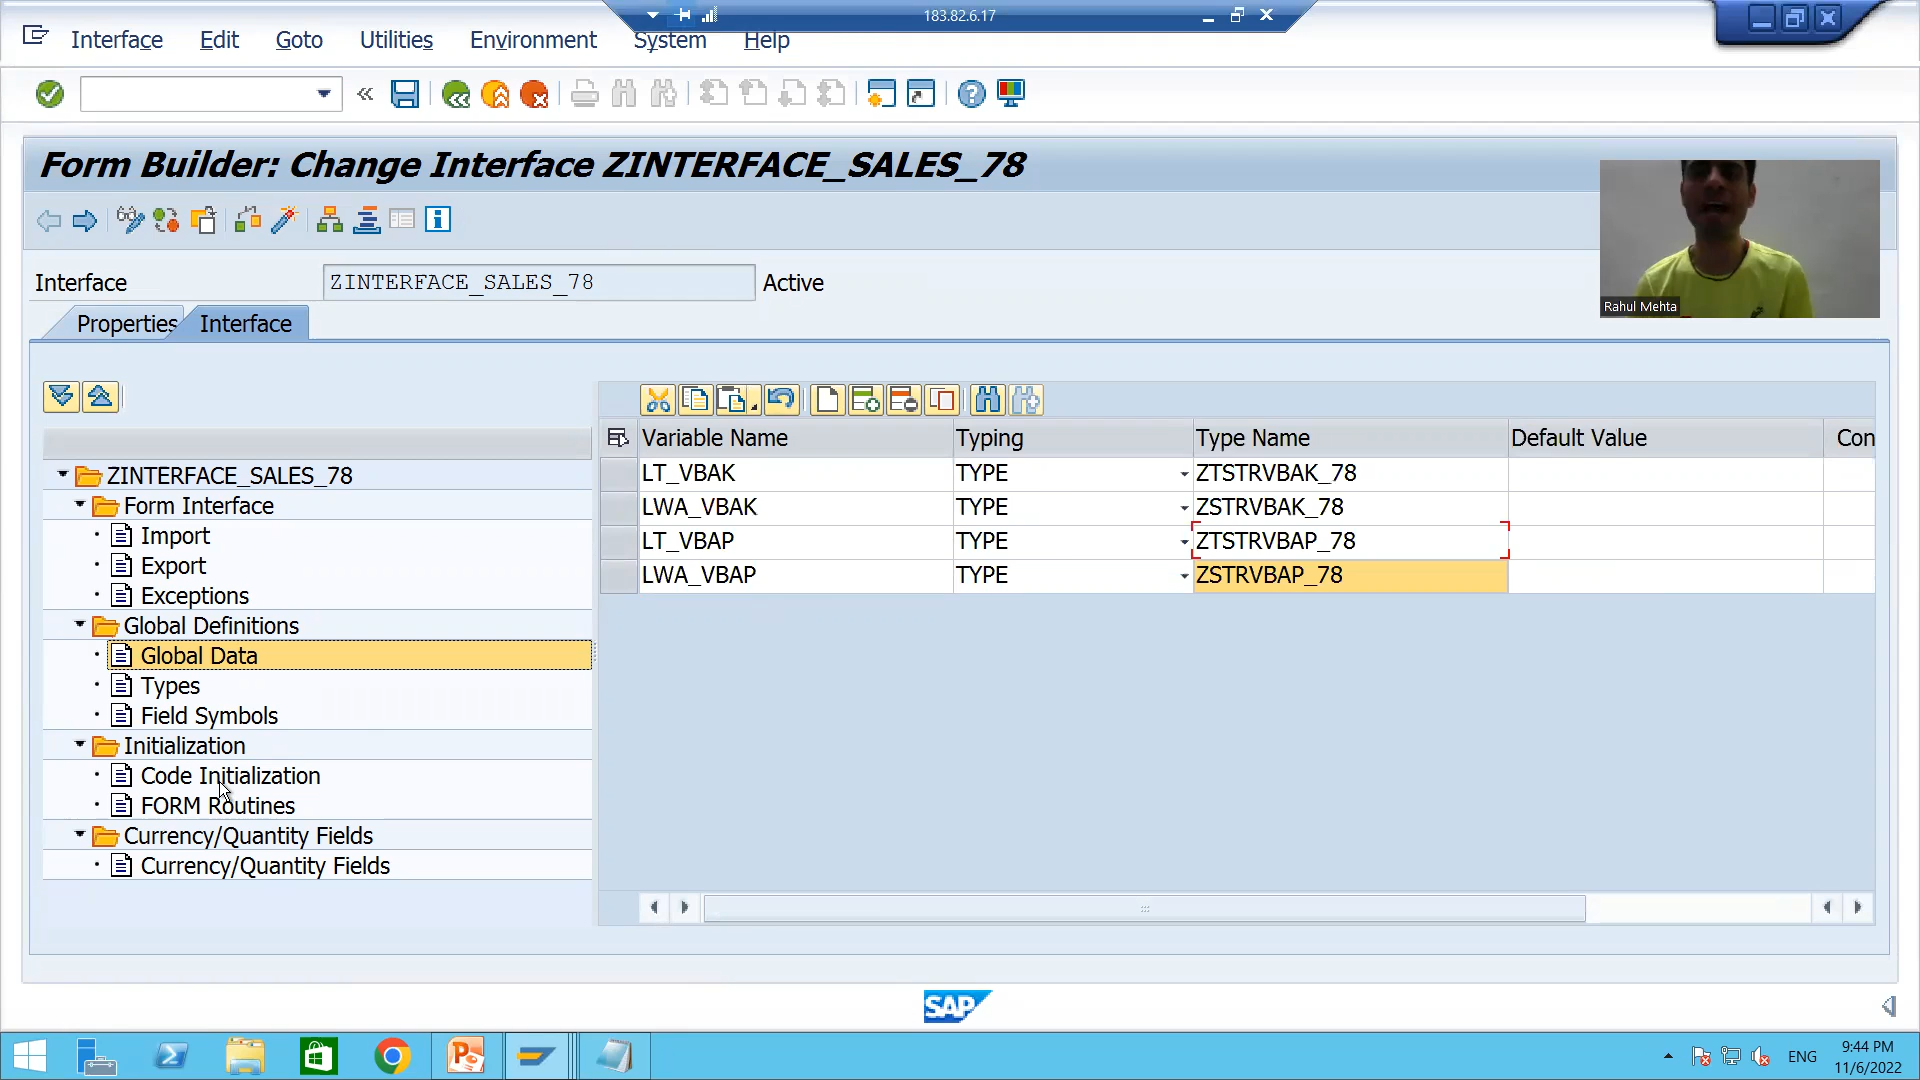 183.82.6.17
Interface Edit Goto Utilities Environment System Help
Form Builder: Change Interface ZINTERFACE_SALES_78
Interface ZINTERFACE_SALES_78 Active
Rahul Mehta
Properties Interface
Variable Name Typing Type Name Default Value Con
LT_VBAK TYPE ZTSTRVBAK_78
LWA_VBAK TYPE ZSTRVBAK_78
LT_VBAP TYPE ZTSTRVBAP_78
LWA_VBAP TYPE ZSTRVBAP_78
ZINTERFACE_SALES_78
Form Interface
Import
Export
Exceptions
Global Definitions
Global Data
Types
Field Symbols
Initialization
Code Initialization
FORM Routines
Currency/Quantity Fields
Currency/Quantity Fields
SAP
ENG
9:44 PM
11/6/2022